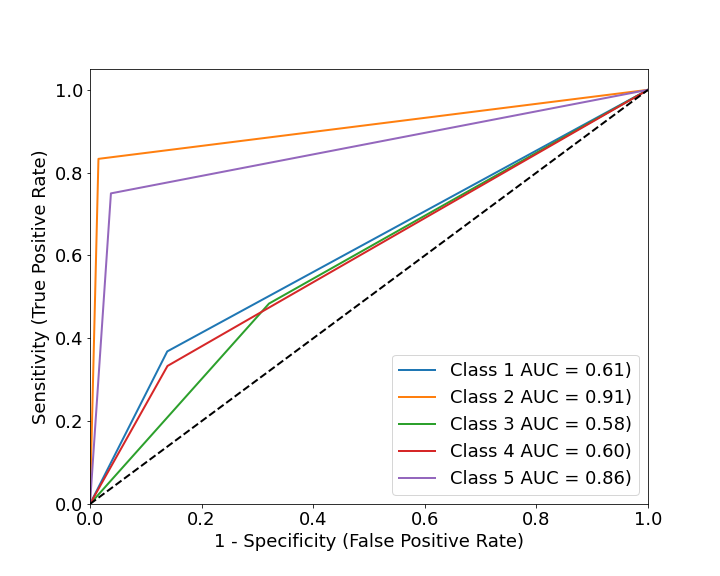 1.0
0.8
0.6
0.4
0.2
0.0
Sensitivity (True Positive Rate)
Class 1 AUC = 0.61)
Class 2 AUC = 0.91)
Class 3 AUC = 0.58)
Class 4 AUC = 0.60)
Class 5 AUC = 0.86)
0.0 0.2 0.4 0.6 0.8 1.0
1 - Specificity (False Positive Rate)